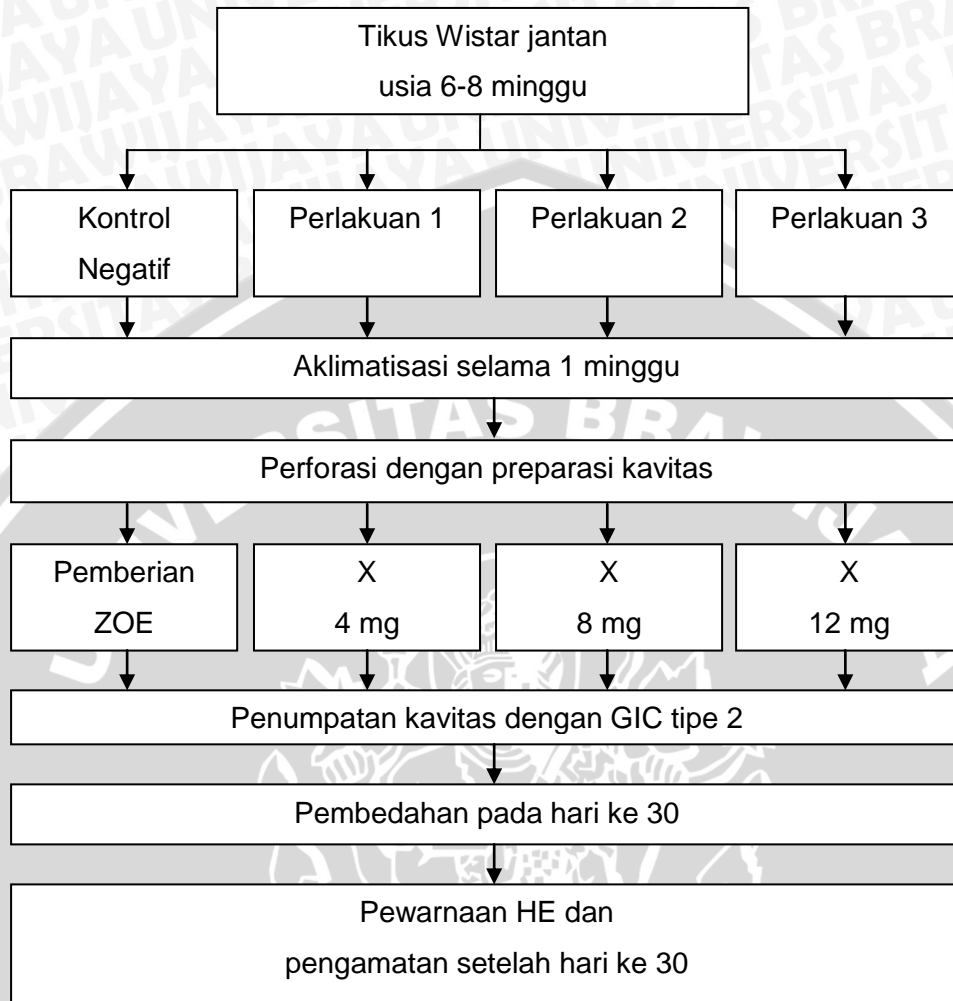 Tikus Wistar jantan
usia 6-8 minggu
Kontrol
Negatif
Perlakuan 1
Perlakuan 2
Perlakuan 3
Aklimatisasi selama 1 minggu
Perforasi dengan preparasi kavitas
Pemberian
ZOE
X
4 mg
X
8 mg
X
12 mg
Penumpatan kavitas dengan GIC tipe 2
Pembedahan pada hari ke 30
Pewarnaan HE dan
pengamatan setelah hari ke 30